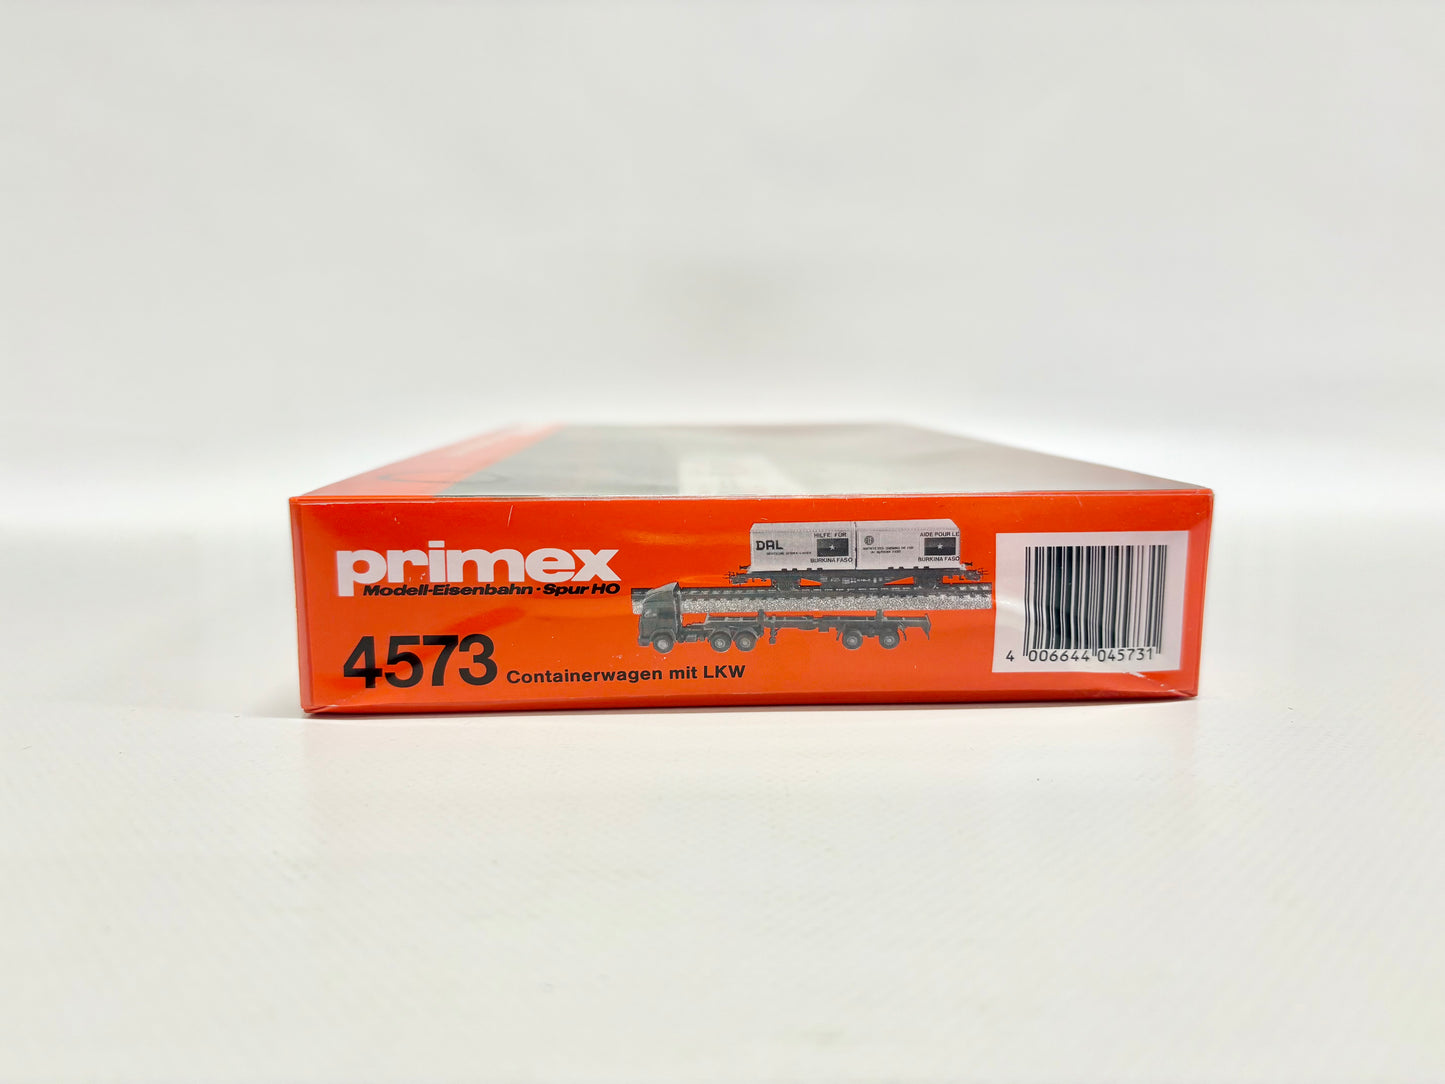 primex
Modell-Eisenbahn · Spur HO
4573 Containerwagen mit LKW
DAL
HILFE FÜR
BURKINA FASO
AIDE POUR LE
BURKINA FASO
4 006644 045731